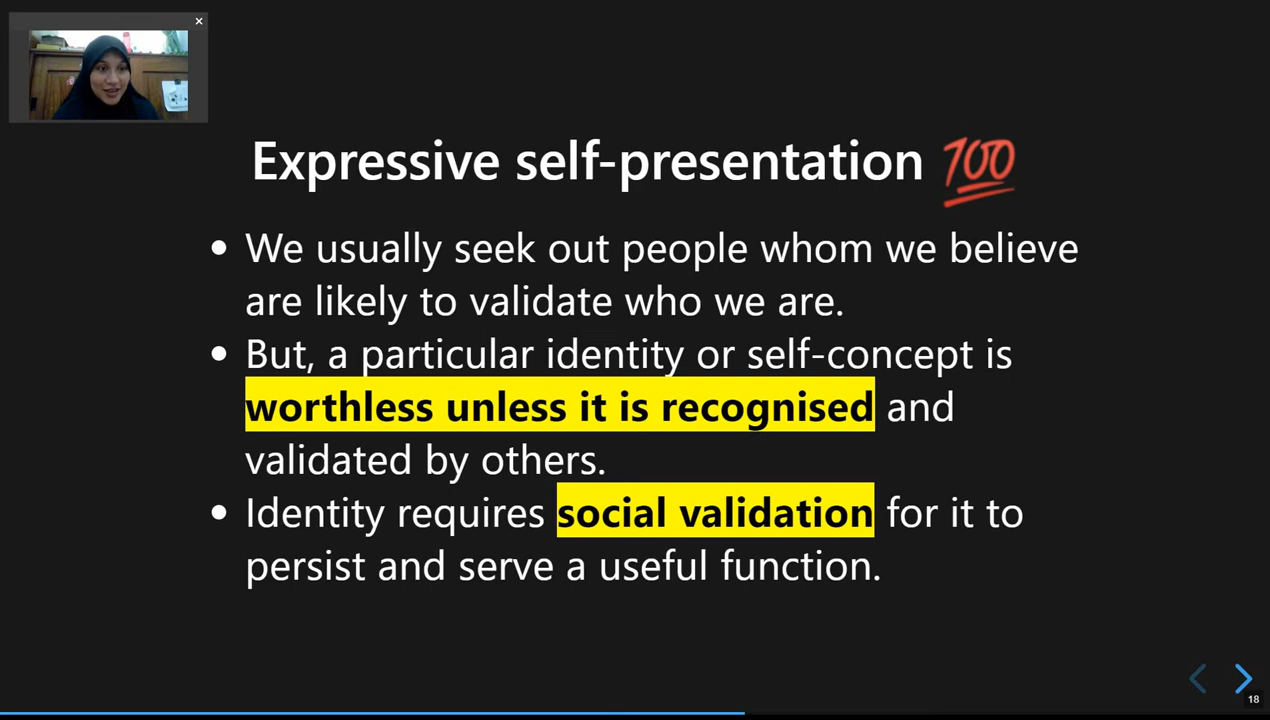 Expressive self-presentation 💯
• We usually seek out people whom we believe
are likely to validate who we are.
• But, a particular identity or self-concept is
worthless unless it is recognised and
validated by others.
• Identity requires social validation for it to
persist and serve a useful function.
18